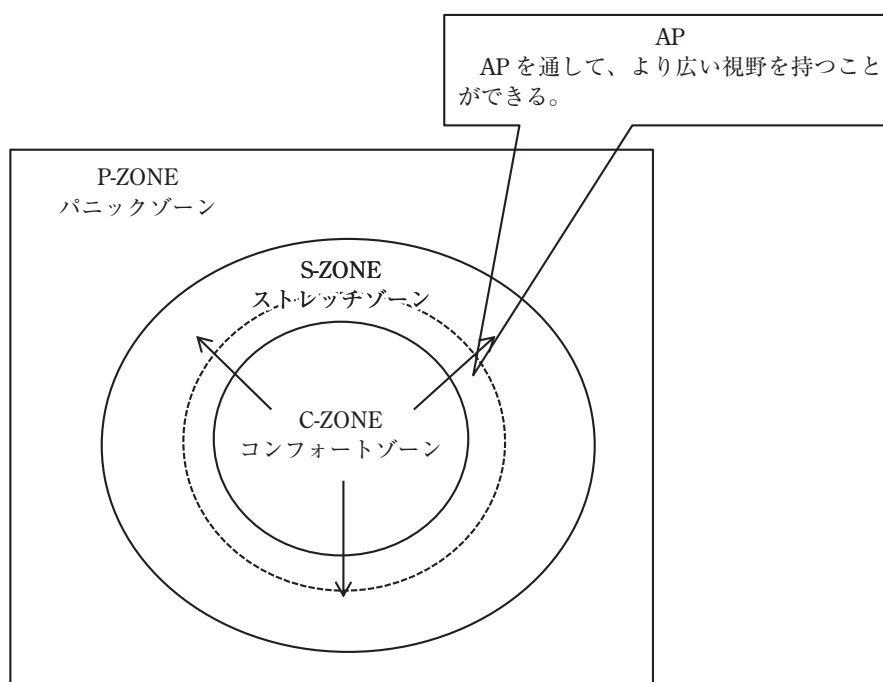 AP
AP を通して、より広い視野を持つこと
ができる。
P-ZONE
パニックゾーン
S-ZONE
ストレッチゾーン
C-ZONE
コンフォートゾーン